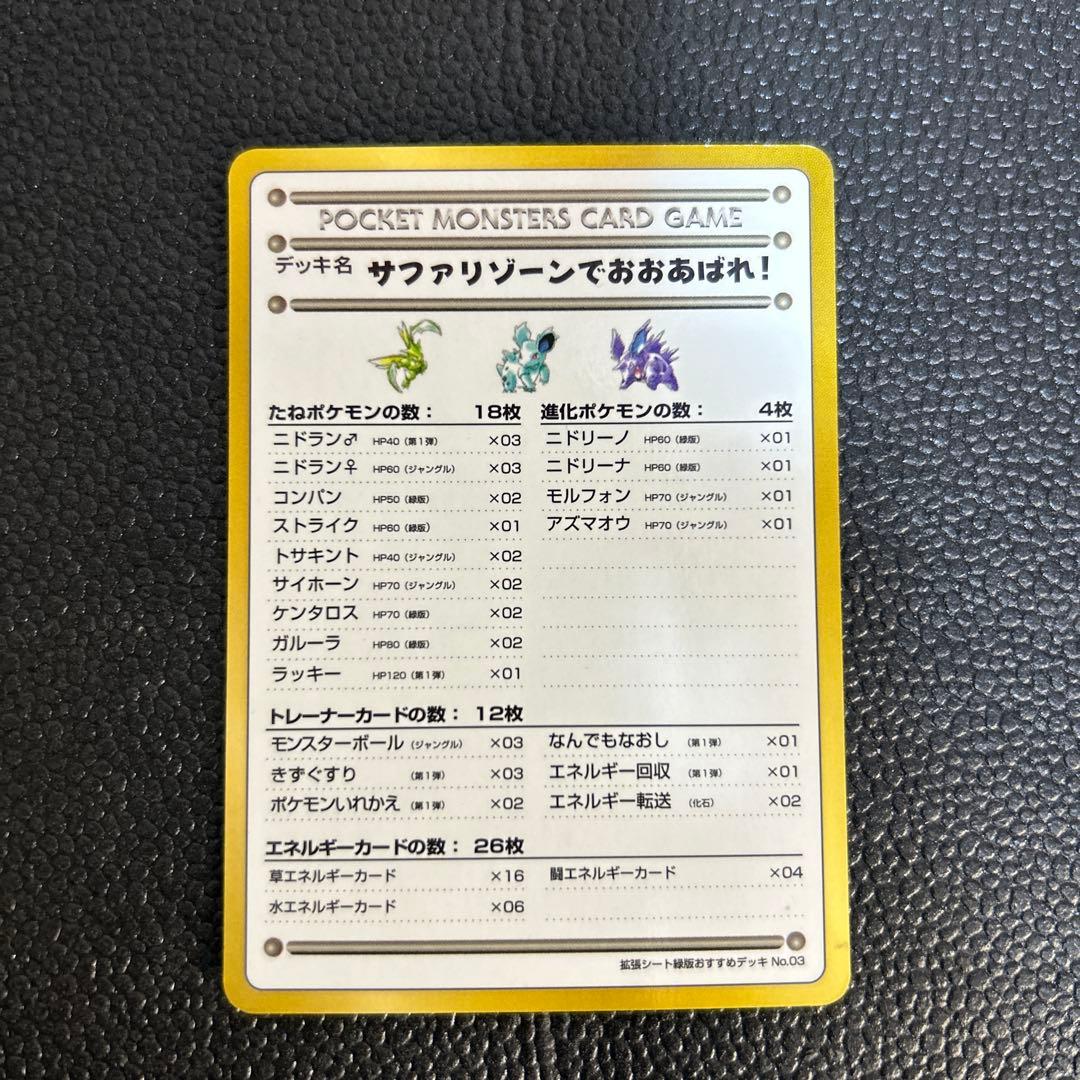 POCKET MONSTERS CARD GAME
デッキ名 サファリゾーンでおおあばれ!
たねポケモンの数: 18枚
ニドラン♂ HP40 (第1弾) ×03
ニドラン♀ HP60 (ジャングル) ×03
コンパン HP50 (緑版) ×02
ストライク HP60 (緑版) ×01
トサキント HP40 (ジャングル) ×02
サイホーン HP70 (ジャングル) ×02
ケンタロス HP70 (緑版) ×02
ガルーラ HP80 (緑版) ×02
ラッキー HP120 (第1弾) ×01
進化ポケモンの数: 4枚
ニドリーノ HP60 (緑版) ×01
ニドリーナ HP60 (緑版) ×01
モルフォン HP70 (ジャングル) ×01
アズマオウ HP70 (ジャングル) ×01
トレーナーカードの数: 12枚
モンスターボール (ジャングル) ×03
きずぐすり (第1弾) ×03
ポケモンいれかえ (第1弾) ×02
なんでもなおし (第1弾) ×01
エネルギー回収 (第1弾) ×01
エネルギー転送 (化石) ×02
エネルギーカードの数: 26枚
草エネルギーカード ×16
水エネルギーカード ×06
闘エネルギーカード ×04
拡張シート緑版おすすめデッキ No.03